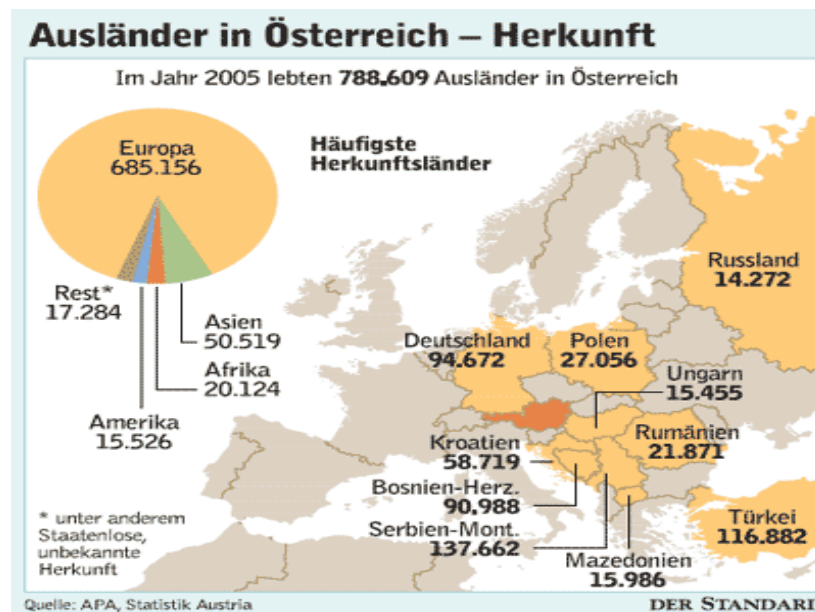 Ausländer in Österreich – Herkunft
Im Jahr 2005 lebten 788.609 Ausländer in Österreich
Europa
685.156
Häufigste
Herkunftsländer
Rest*
17.284
Asien
50.519
Afrika
20.124
Amerika
15.526
Russland
14.272
Deutschland
94.672
Polen
27.056
Ungarn
15.455
Kroatien
58.719
Rumänien
21.871
Bosnien-Herz.
90.988
Serbien-Mont.
137.662
Türkei
116.882
Mazedonien
15.986
* unter anderem
Staatenlose,
unbekannte
Herkunft
Quelle: APA, Statistik Austria
DER STANDARD